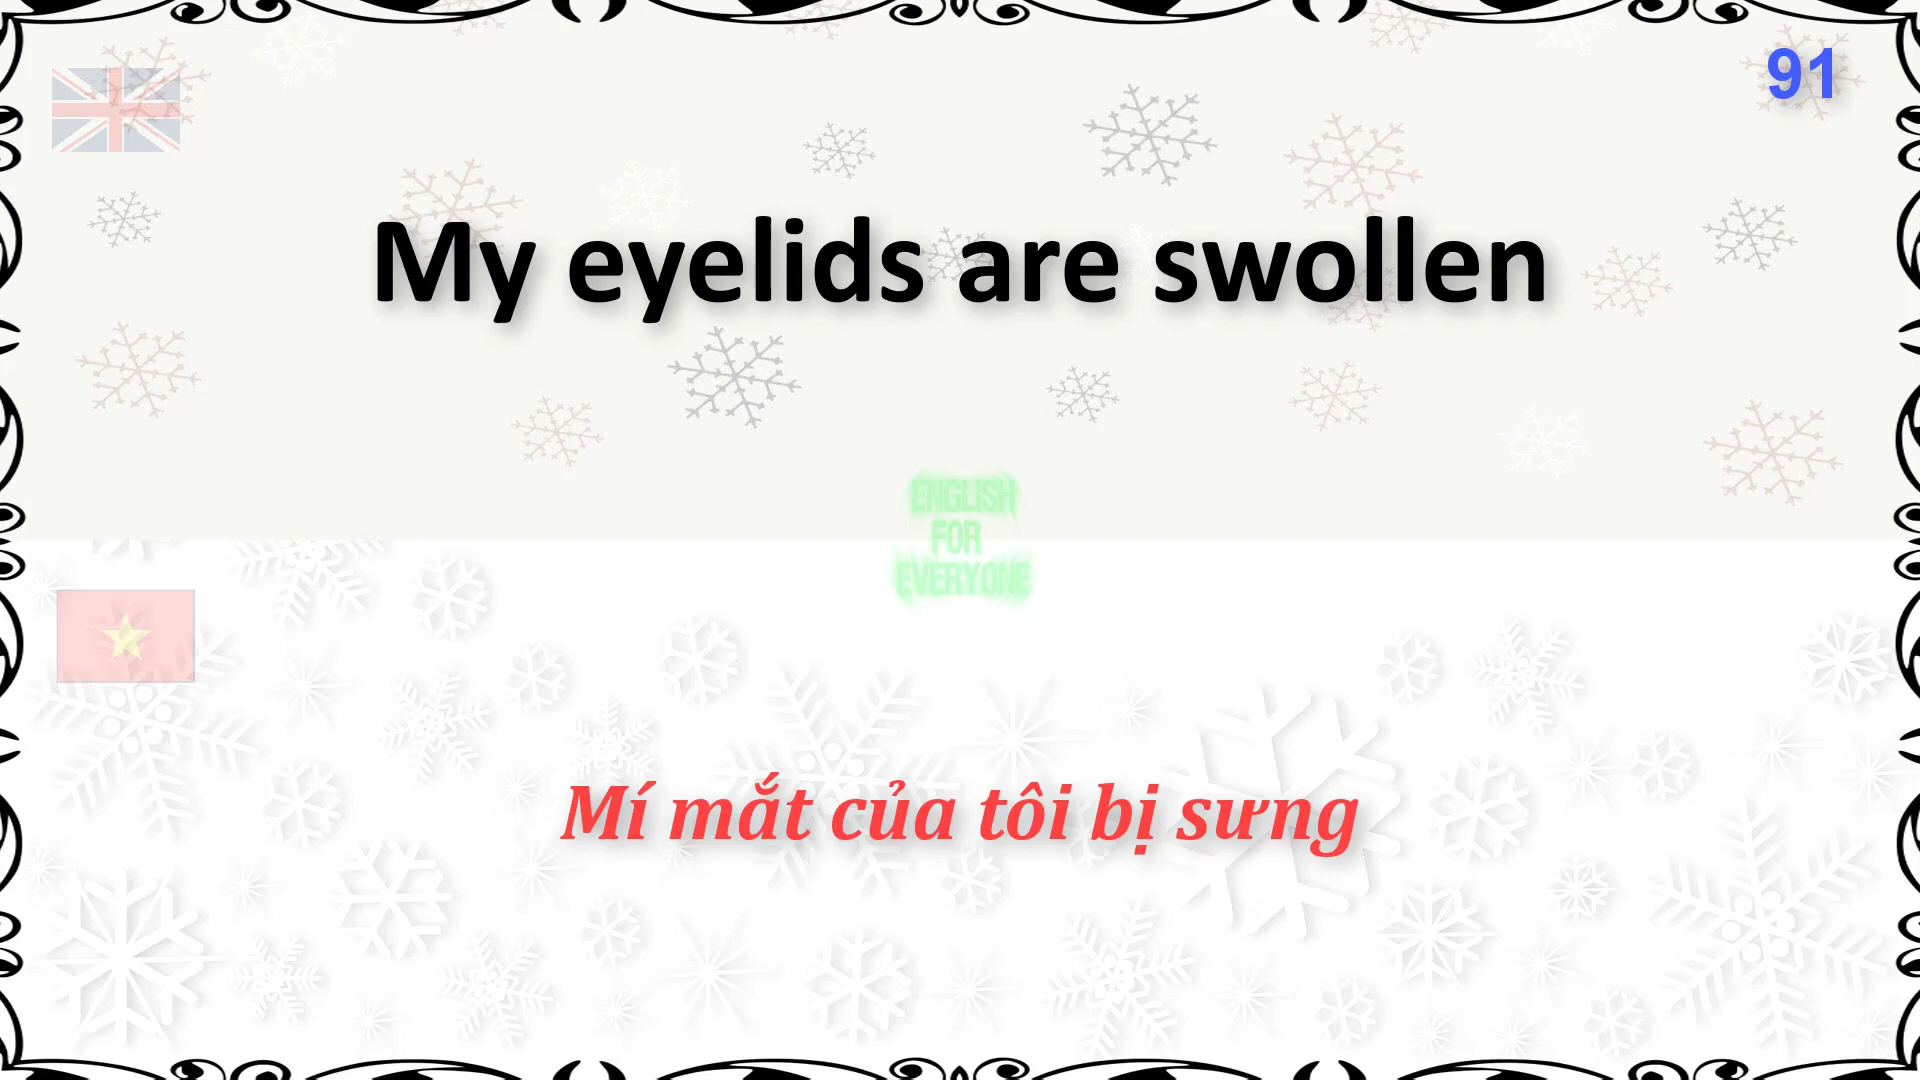 91
My eyelids are swollen
ENGLISH
FOR
EVERYONE
Mí mắt của tôi bị sưng